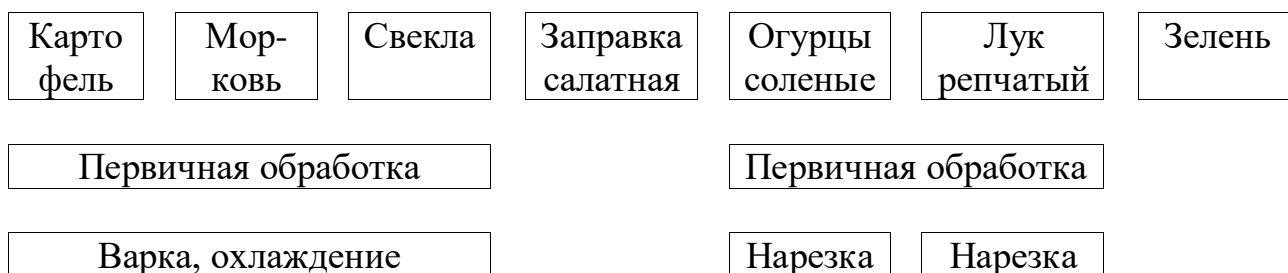 Карто Мор- Свекла Заправка Огурцы Лук Зелень
фель ковь салатная соленые репчатый
Первичная обработка Первичная обработка
Варка, охлаждение Нарезка Нарезка